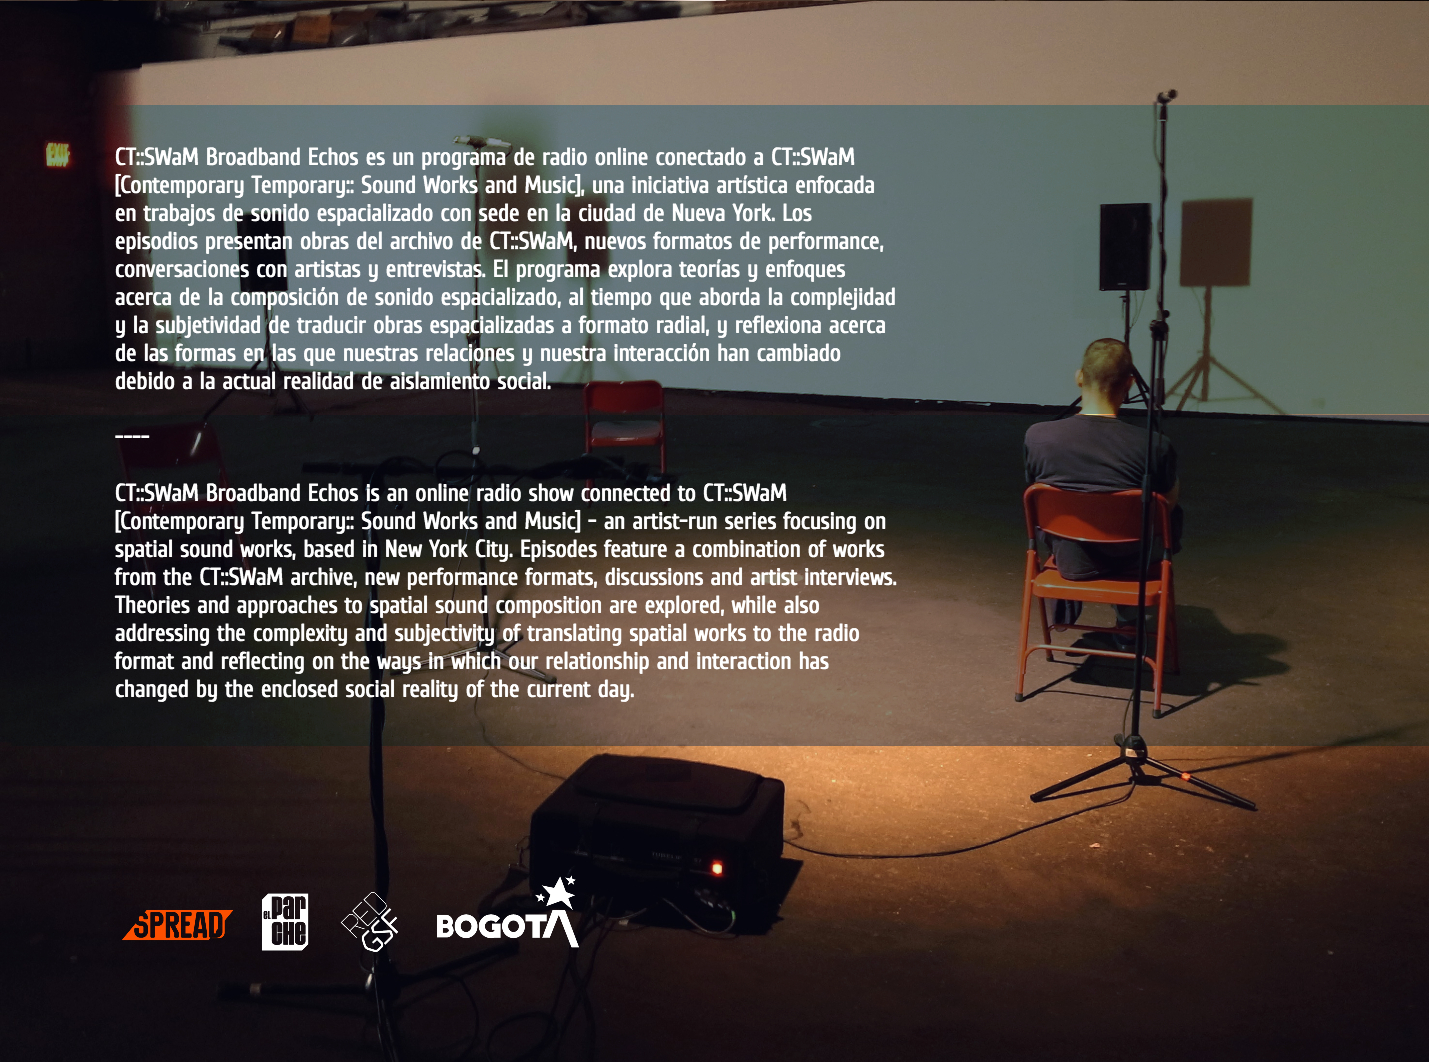 EXIT
CT::SWaM Broadband Echos es un programa de radio online conectado a CT::SWaM
[Contemporary Temporary:: Sound Works and Music], una iniciativa artística enfocada
en trabajos de sonido espacializado con sede en la ciudad de Nueva York. Los
episodios presentan obras del archivo de CT::SWaM, nuevos formatos de performance,
conversaciones con artistas y entrevistas. El programa explora teorías y enfoques
acerca de la composición de sonido espacializado, al tiempo que aborda la complejidad
y la subjetividad de traducir obras espacializadas a formato radial, y reflexiona acerca
de las formas en las que nuestras relaciones y nuestra interacción han cambiado
debido a la actual realidad de aislamiento social.
----
CT::SWaM Broadband Echos is an online radio show connected to CT::SWaM
[Contemporary Temporary:: Sound Works and Music] - an artist-run series focusing on
spatial sound works, based in New York City. Episodes feature a combination of works
from the CT::SWaM archive, new performance formats, discussions and artist interviews.
Theories and approaches to spatial sound composition are explored, while also
addressing the complexity and subjectivity of translating spatial works to the radio
format and reflecting on the ways in which our relationship and interaction has
changed by the enclosed social reality of the current day.
SPREAD
EL Parche
RED GSF
BOGOTÁ